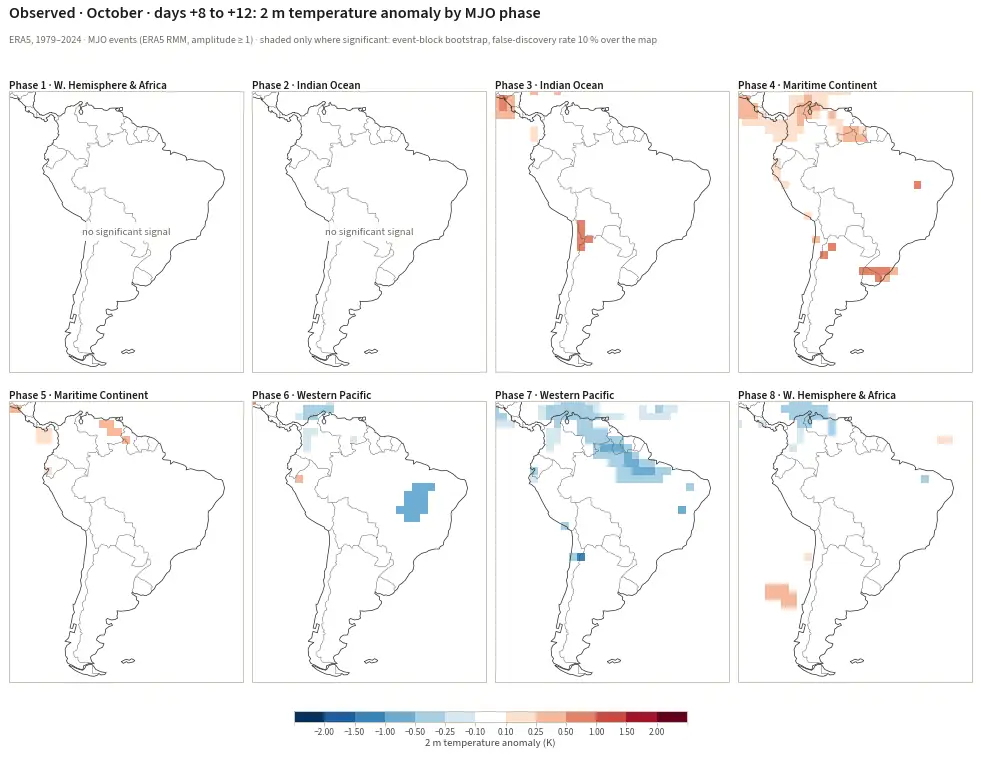 Observed · October · days +8 to +12: 2 m temperature anomaly by MJO phase
ERA5, 1979–2024 · MJO events (ERA5 RMM, amplitude ≥ 1) · shaded only where significant: event-block bootstrap, false-discovery rate 10 % over the map
Phase 1 · W. Hemisphere & Africa
Phase 2 · Indian Ocean
Phase 3 · Indian Ocean
Phase 4 · Maritime Continent
no significant signal
no significant signal
Phase 5 · Maritime Continent
Phase 6 · Western Pacific
Phase 7 · Western Pacific
Phase 8 · W. Hemisphere & Africa
−2.00 −1.50 −1.00 −0.50 −0.25 −0.10 0.10 0.25 0.50 1.00 1.50 2.00
2 m temperature anomaly (K)